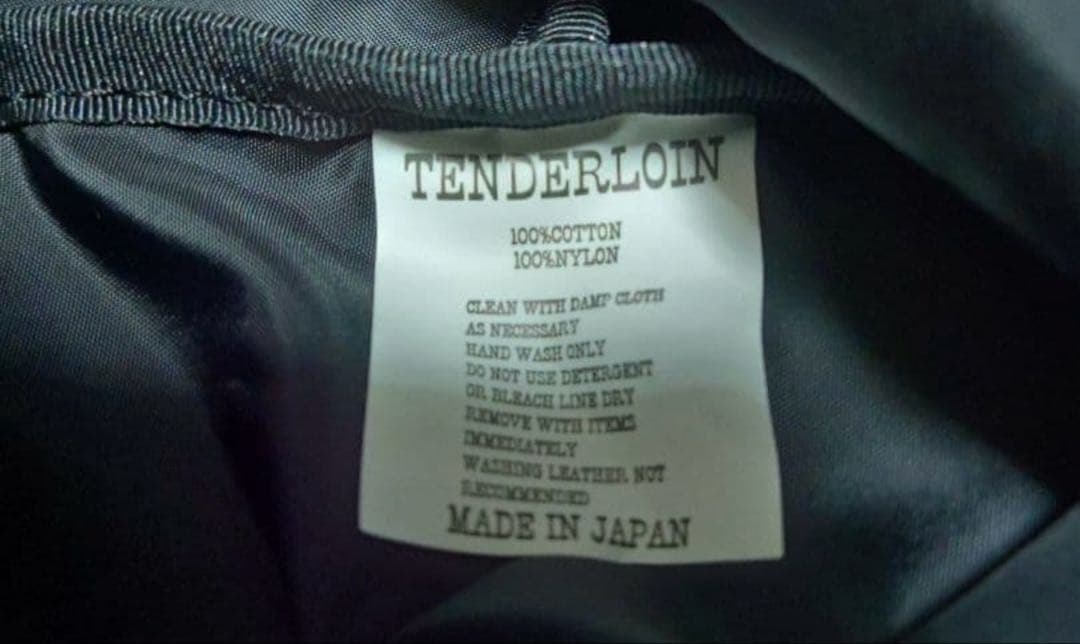 TENDERLOIN
100%COTTON
100%NYLON
CLEAN WITH DAMP CLOTH
AS NECESSARY
HAND WASH ONLY
DO NOT USE DETERGENT
OR BLEACH LINE DRY
REMOVE WITH ITEMS
IMMEDIATELY
WASHING LEATHER NOT
RECOMMENDED
MADE IN JAPAN